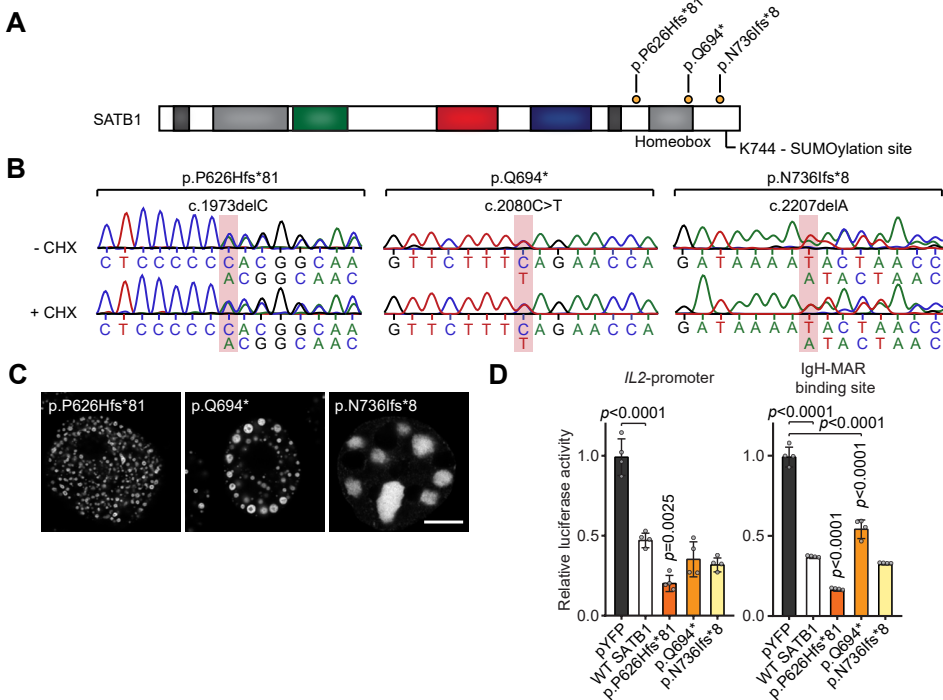 A
p.P626Hfs*81
p.Q694*
p.N736Ifs*8
SATB1
Homeobox
K744 - SUMOylation site
B
p.P626Hfs*81
p.Q694*
p.N736Ifs*8
c.1973delC
c.2080C>T
c.2207delA
- CHX
C T C C C C C C A C G G C A A C
A C G G C A A C
G T T C T T T C A G A A C C A
T
G A T A A A A T A C T A A C C
A T A C T A A C
+ CHX
C T C C C C C C A C G G C A A C
A C G G C A A C
G T T C T T T C A G A A C C A
T
G A T A A A A T A C T A A C C
A T A C T A A C
C
p.P626Hfs*81
p.Q694*
p.N736Ifs*8
D
IL2-promoter
IgH-MAR
binding site
Relative luciferase activity
1.0
0.5
0.0
p<0.0001
p=0.0025
pYFP
WT SATB1
p.P626Hfs*81
p.Q694*
p.N736Ifs*8
1.0
0.5
0.0
p<0.0001
p<0.0001
p<0.0001
p<0.0001
pYFP
WT SATB1
p.P626Hfs*81
p.Q694*
p.N736Ifs*8